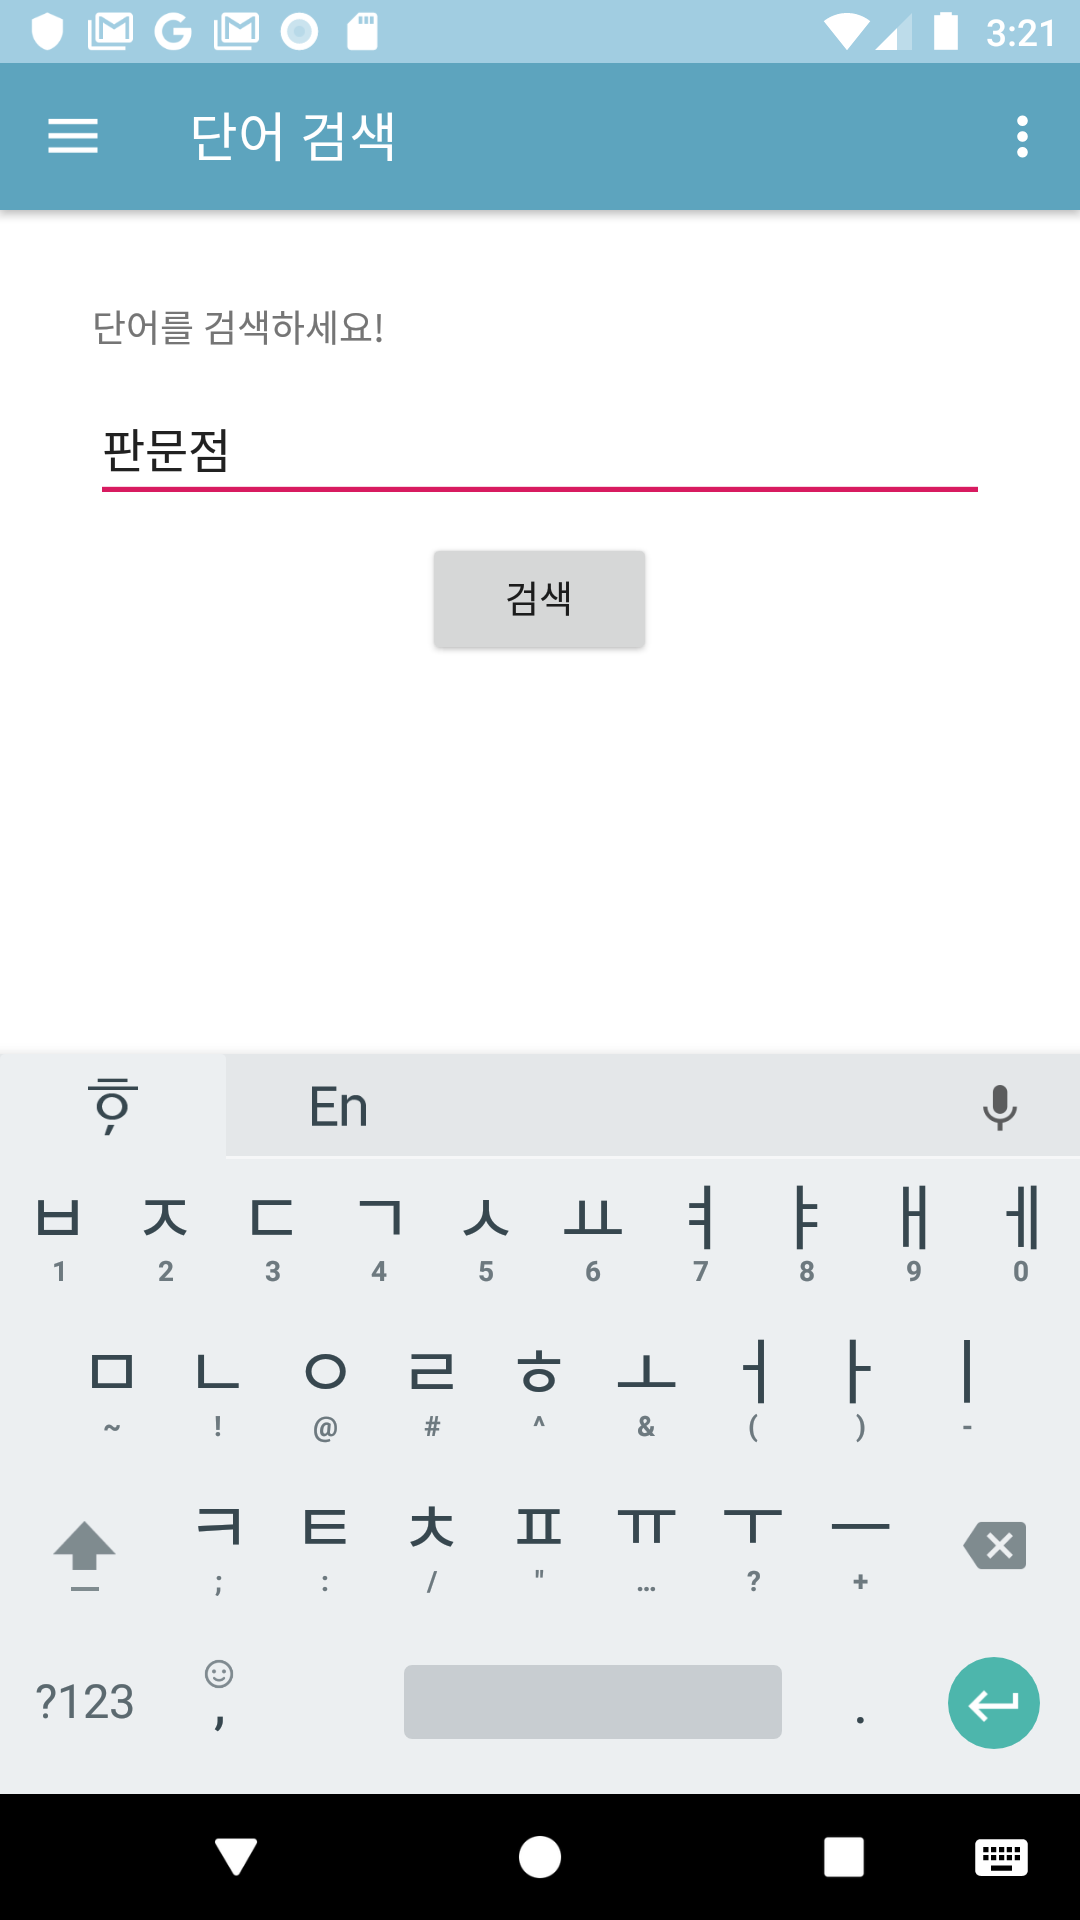 3:21
단어 검색
단어를 검색하세요!
판문점
검색
ㅎ, En
ㅂ ㅈ ㄷ ㄱ ㅅ ㅛ ㅕ ㅑ ㅐ ㅔ
1 2 3 4 5 6 7 8 9 0
ㅁ ㄴ ㅇ ㄹ ㅎ ㅗ ㅓ ㅏ ㅣ
~ ! @ # ^ & ( ) -
ㅋ ㅌ ㅊ ㅍ ㅠ ㅜ ㅡ
; : / " … ? +
?123 , .